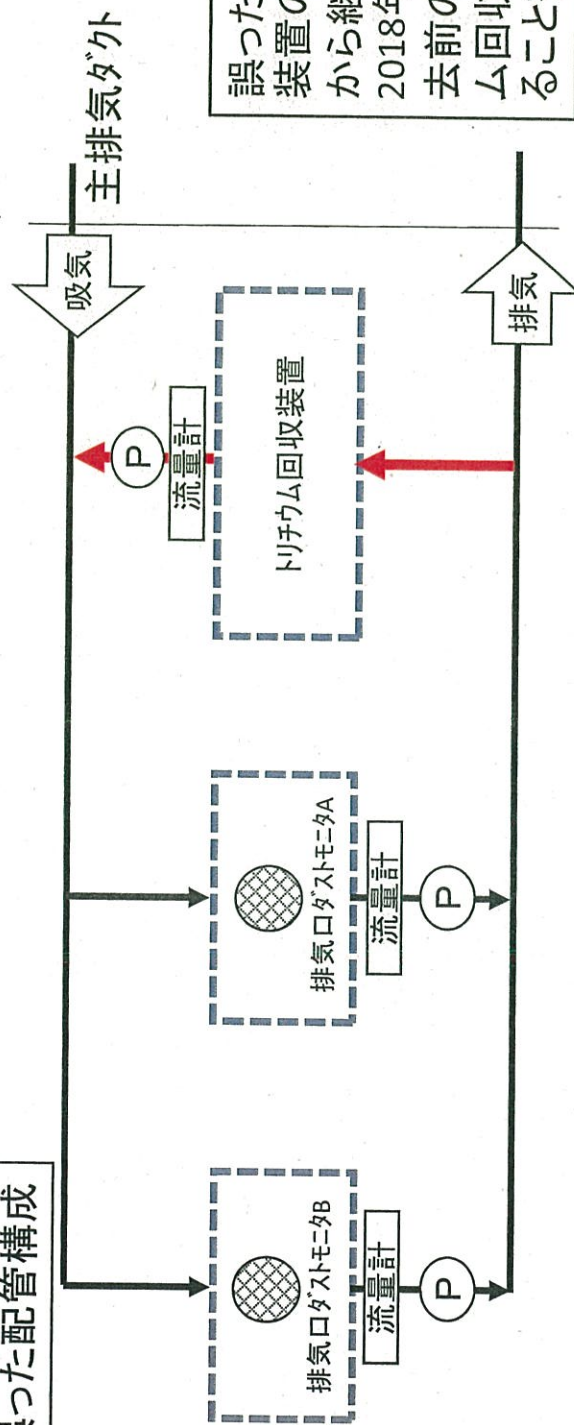 った配管構成
主排気ダクト
吸気
P
流量計
トリチウム回収装置
排気口ダストモニタA
流量計
P
排気口ダストモニタB
流量計
P
排気
誤った
装置の
から継
2018年
去前の
ム回収
ること